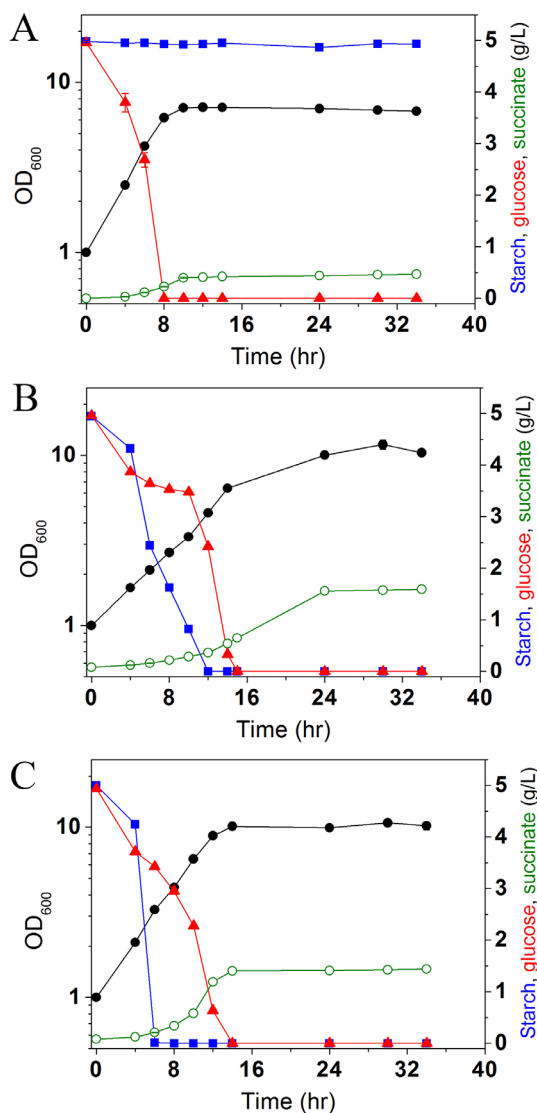 A
OD600
10
1
5
4
3
2
1
0
Starch, glucose, succinate (g/L)
0 8 16 24 32 40
Time (hr)
B
OD600
10
1
5
4
3
2
1
0
Starch, glucose, succinate (g/L)
0 8 16 24 32 40
Time (hr)
C
OD600
10
1
5
4
3
2
1
0
Starch, glucose, succinate (g/L)
0 8 16 24 32 40
Time (hr)